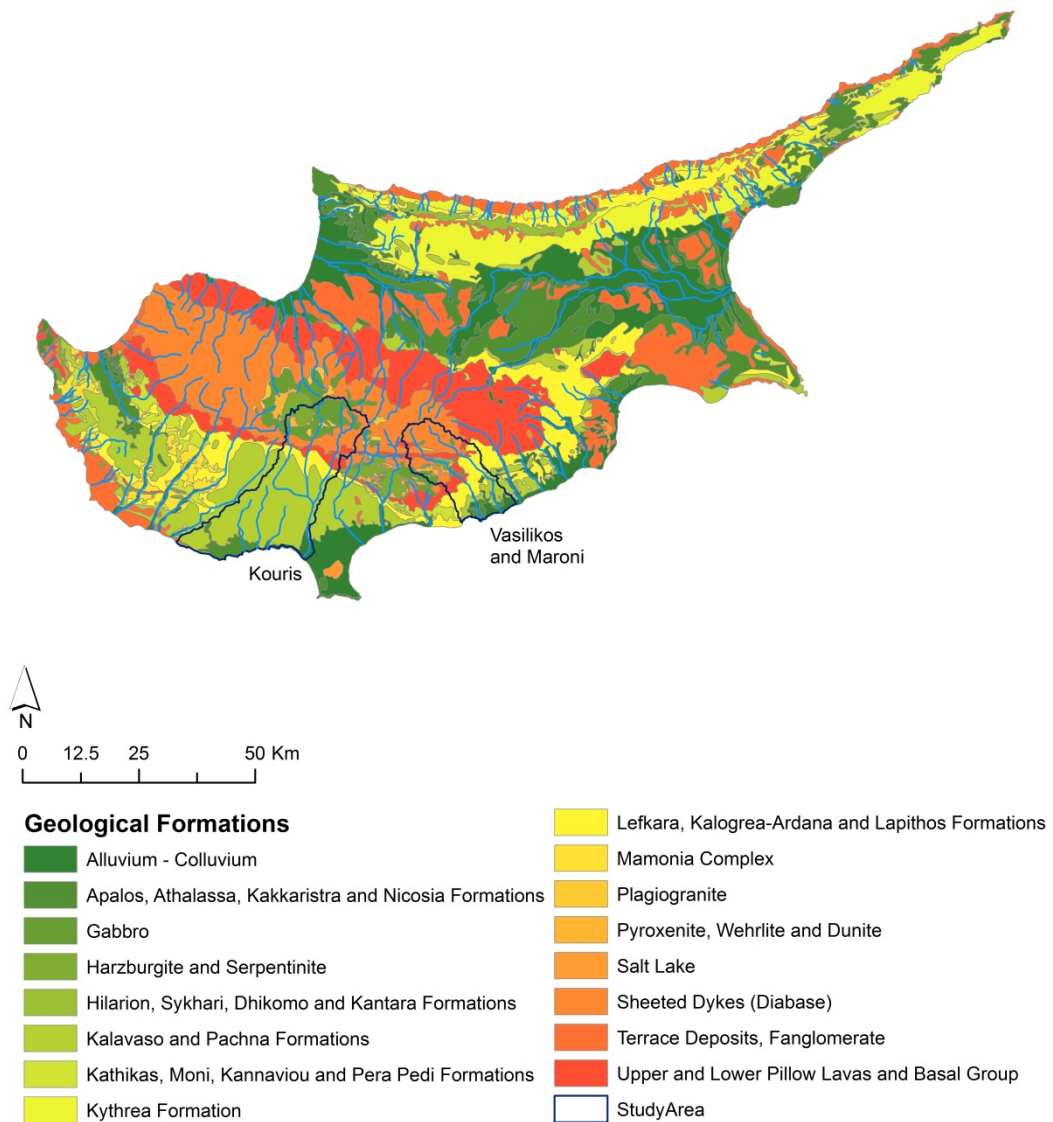 Kouris
Vasilikos
and Maroni
N
0 12.5 25 50 Km
Geological Formations
Alluvium - Colluvium
Apalos, Athalassa, Kakkaristra and Nicosia Formations
Gabbro
Harzburgite and Serpentinite
Hilarion, Sykhari, Dhikomo and Kantara Formations
Kalavaso and Pachna Formations
Kathikas, Moni, Kannaviou and Pera Pedi Formations
Kythrea Formation
Lefkara, Kalogrea-Ardana and Lapithos Formations
Mamonia Complex
Plagiogranite
Pyroxenite, Wehrlite and Dunite
Salt Lake
Sheeted Dykes (Diabase)
Terrace Deposits, Fanglomerate
Upper and Lower Pillow Lavas and Basal Group
StudyArea